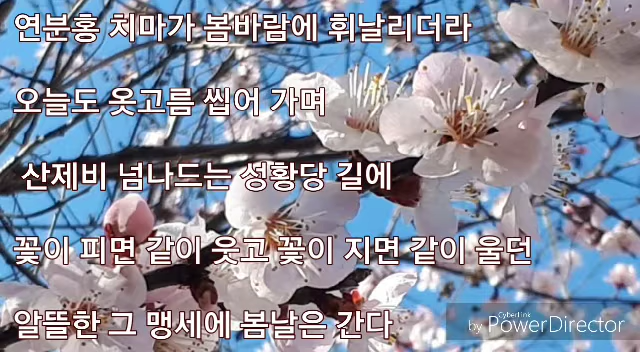 연분홍 치마가 봄바람에 휘날리더라
오늘도 옷고름 씹어 가며
산제비 넘나드는 성황당 길에
꽃이 피면 같이 웃고 꽃이 지면 같이 울던
알뜰한 그 맹세에 봄날은 간다
CyberLink
by PowerDirector